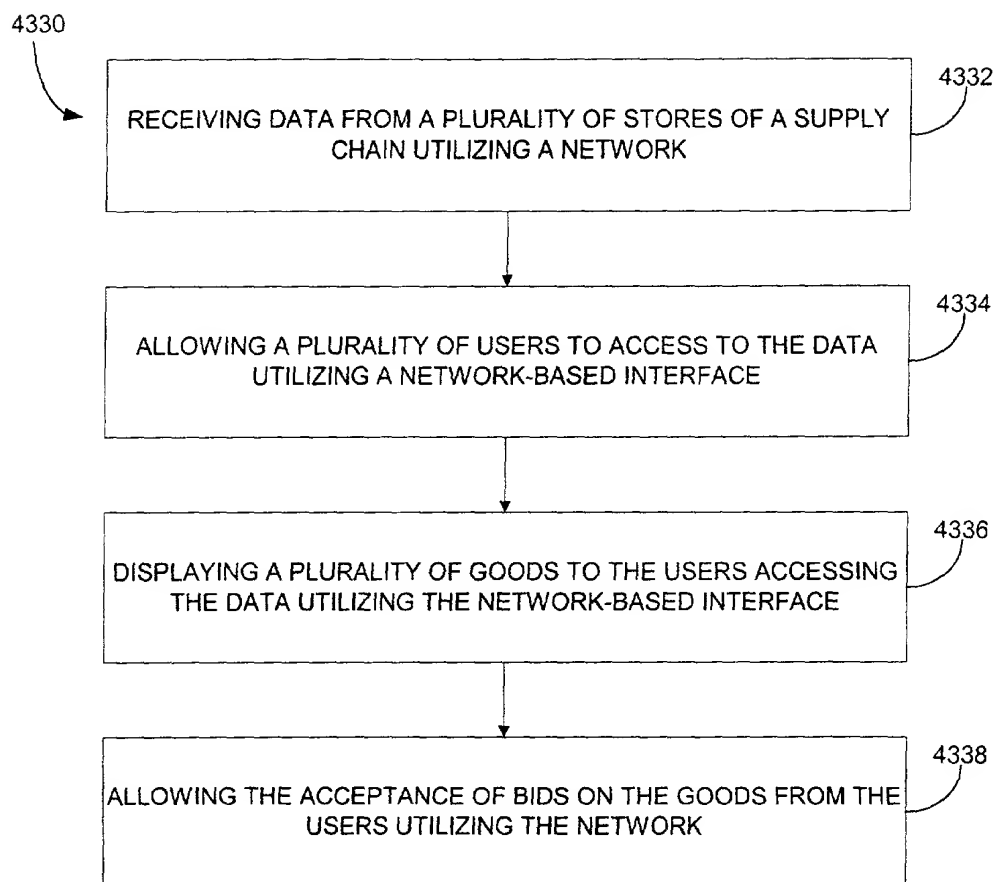 4330
4332
RECEIVING DATA FROM A PLURALITY OF STORES OF A SUPPLY
CHAIN UTILIZING A NETWORK
4334
ALLOWING A PLURALITY OF USERS TO ACCESS TO THE DATA
UTILIZING A NETWORK-BASED INTERFACE
4336
DISPLAYING A PLURALITY OF GOODS TO THE USERS ACCESSING
THE DATA UTILIZING THE NETWORK-BASED INTERFACE
4338
ALLOWING THE ACCEPTANCE OF BIDS ON THE GOODS FROM THE
USERS UTILIZING THE NETWORK